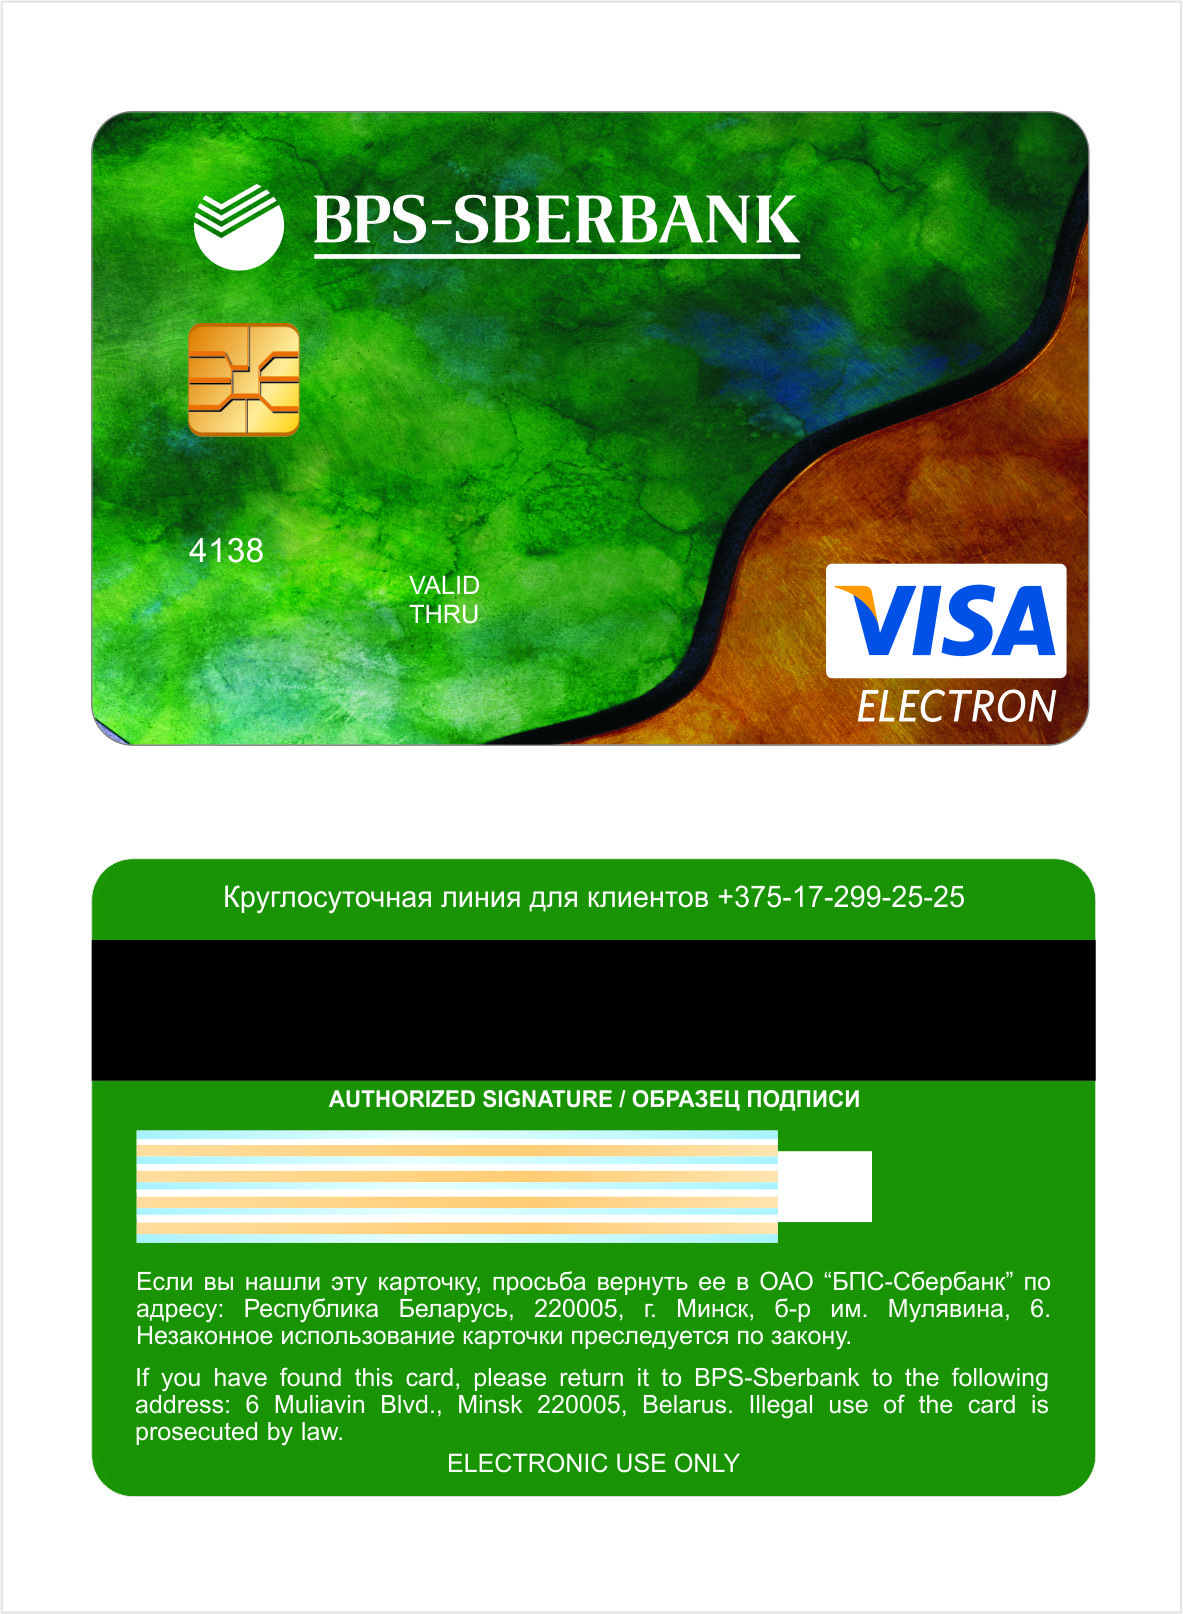 BPS-SBERBANK
4138
VALID
THRU
VISA
ELECTRON
Круглосуточная линия для клиентов +375-17-299-25-25
AUTHORIZED SIGNATURE / ОБРАЗЕЦ ПОДПИСИ
Если вы нашли эту карточку, просьба вернуть ее в ОАО “БПС-Сбербанк” по
адресу: Республика Беларусь, 220005, г. Минск, б-р им. Мулявина, 6.
Незаконное использование карточки преследуется по закону.
If you have found this card, please return it to BPS-Sberbank to the following
address: 6 Muliavin Blvd., Minsk 220005, Belarus. Illegal use of the card is
prosecuted by law.
ELECTRONIC USE ONLY